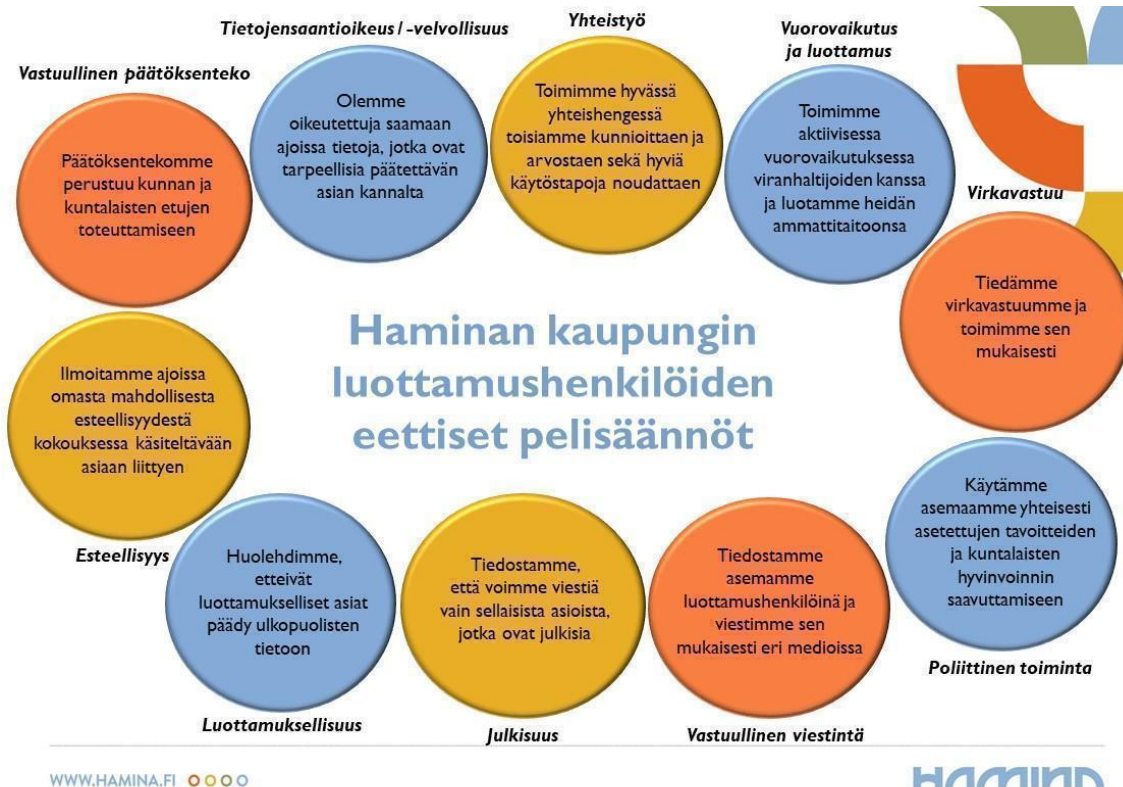 Vastuullinen päätöksenteko
Päätöksentekomme
perustuu kunnan ja
kuntalaisten etujen
toteuttamiseen
Tietojensaantioikeus / -velvollisuus
Olemme
oikeutettuja saamaan
ajoissa tietoja, jotka ovat
tarpeellisia päätettävän
asian kannalta
Yhteistyö
Toimimme hyvässä
yhteishengessä
toisiamme kunnioittaen ja
arvostaen sekä hyviä
käytöstapoja noudattaen
Vuorovaikutus
ja luottamus
Toimimme
aktiivisessa
vuorovaikutuksessa
viranhaltijoiden kanssa
ja luotamme heidän
ammattitaitoonsa
Virkavastuu
Tiedämme
virkavastuumme ja
toimimme sen
mukaisesti
Haminan kaupungin
luottamushenkilöiden
eettiset pelisäännöt
Ilmoitamme ajoissa
omasta mahdollisesta
esteellisyydestä
kokouksessa käsiteltävään
asiaan liittyen
Esteellisyys
Huolehdimme,
etteivät
luottamukselliset asiat
päädy ulkopuolisten
tietoon
Luottamuksellisuus
Tiedostamme,
että voimme viestiä
vain sellaisista asioista,
jotka ovat julkisia
Julkisuus
Tiedostamme
asemamme
luottamushenkilöinä ja
viestimme sen
mukaisesti eri medioissa
Vastuullinen viestintä
Käytämme
asemaamme yhteisesti
asetettujen tavoitteiden
ja kuntalaisten
hyvinvoinnin
saavuttamiseen
Poliittinen toiminta
WWW.HAMINA.FI
HAMINA